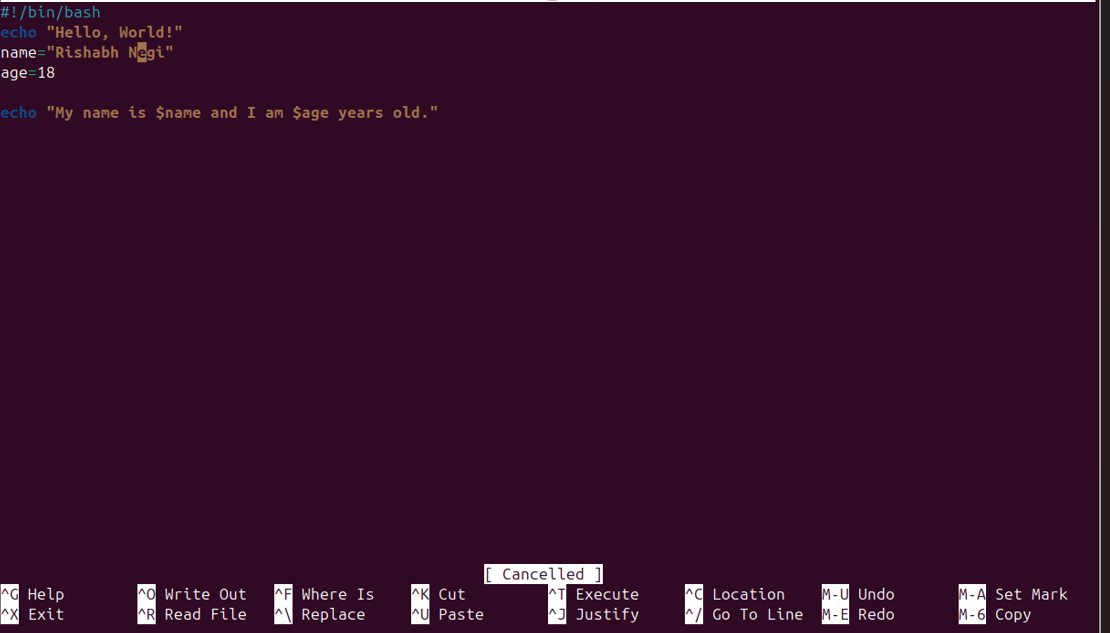 #!/bin/bash
echo "Hello, World!"
name="Rishabh Negi"
age=18
echo "My name is $name and I am $age years old."
[ Cancelled ]
^G Help ^O Write Out ^F Where Is ^K Cut ^T Execute ^C Location M-U Undo M-A Set Mark
^X Exit ^R Read File ^\ Replace ^U Paste ^J Justify ^/ Go To Line M-E Redo M-6 Copy